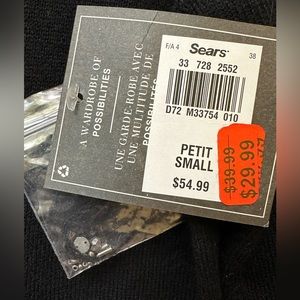 A WARDROBE OF
POSSIBILITIES
UNE GARDE-ROBE AVEC
UNE MULTITUDE DE
POSSIBILITÉS
F/A 4
Sears
38
33 728 2552
D72 M33754 010
PETIT
SMALL
$54.99
$39.99
$29.99